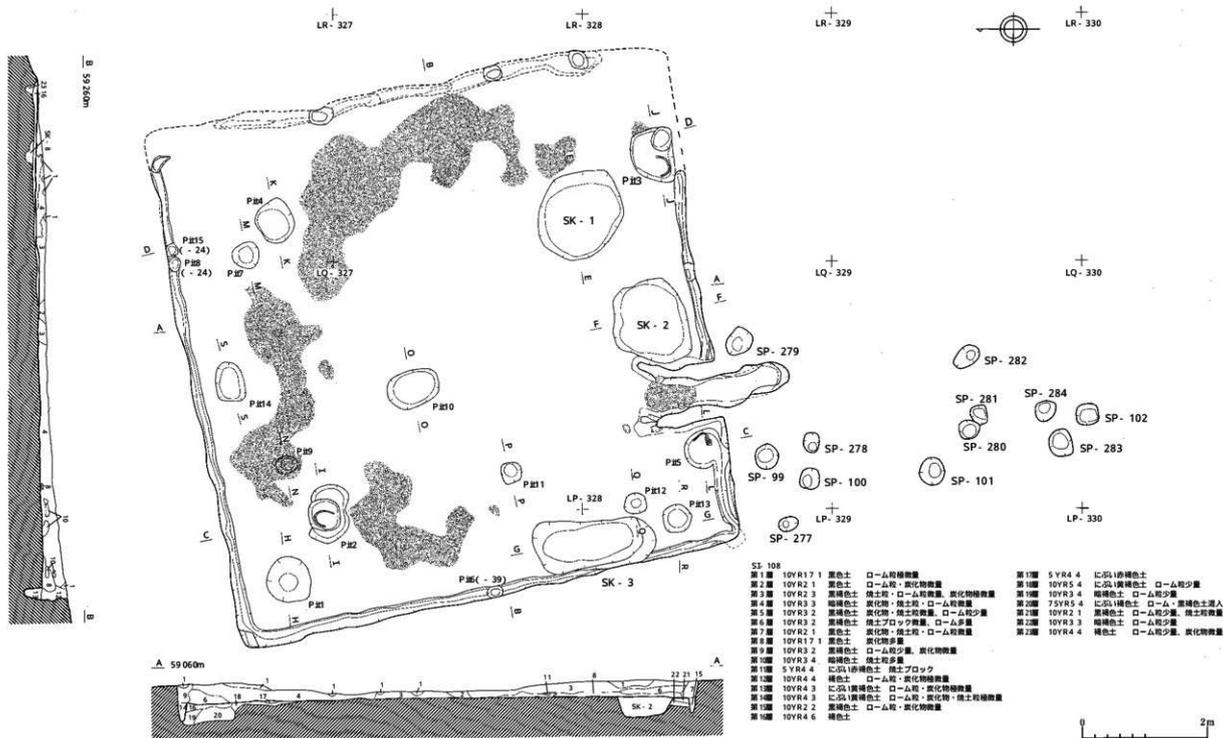 LR - 327
LR - 328
LR - 329
LR - 330
B
59 260m
B
23 16
SK - 8
B
D
J
Pit3
J
SK - 1
E
E
K
Pit4
M
K
Pit7
M
D
Pit15
( - 24)
Pit8
( - 24)
LQ - 327
LQ - 329
LQ - 330
A
F
F
SK - 2
A
SP - 279
SP - 282
S
Pit14
S
O
Pit10
O
SP - 281
SP - 284
SP - 102
SP - 280
SP - 283
L
C
SP - 278
SP - 99
SP - 100
SP - 101
Pit5
L
N
Pit9
N
I
Pit2
I
P
Pit11
P
Q
Pit12
Q
R
Pit13
G
R
LP - 328
LP - 329
LP - 330
SP - 277
C
H
Pit1
H
G
SK - 3
Pit6( - 39)
B
SI - 108
第1層 10YR17 1 黒色土 ローム粒極微量
第2層 10YR2 1 黒色土 ローム粒・炭化物微量
第3層 10YR2 3 黒褐色土 焼土粒・ローム粒微量、炭化物極微量
第4層 10YR3 3 暗褐色土 炭化物・焼土粒・ローム粒微量
第5層 10YR3 2 黒褐色土 炭化物・焼土粒微量、ローム粒少量
第6層 10YR3 2 黒褐色土 焼土ブロック微量、ローム多量
第7層 10YR2 1 黒色土 炭化物・焼土粒・ローム粒微量
第8層 10YR17 1 黒色土 炭化物多量
第9層 10YR3 2 黒褐色土 ローム粒少量、炭化物微量
第10層 10YR3 4 暗褐色土 焼土粒多量
第11層 5 YR4 4 にぶい赤褐色土 焼土ブロック
第12層 10YR4 4 褐色土 ローム粒・炭化物極微量
第13層 10YR4 3 にぶい黄褐色土 ローム粒・炭化物極微量
第14層 10YR4 3 にぶい黄褐色土 ローム粒・炭化物・焼土粒極微量
第15層 10YR2 2 黒褐色土 ローム粒・炭化物微量
第16層 10YR4 6 褐色土
第17層 5 YR4 4 にぶい赤褐色土
第18層 10YR5 4 にぶい黄褐色土 ローム粒少量
第19層 10YR3 4 暗褐色土 ローム粒少量
第20層 75YR5 4 にぶい褐色土 ローム・黒褐色土混入
第21層 10YR2 1 黒色土 ローム粒少量、焼土粒微量
第22層 10YR3 3 暗褐色土 ローム粒少量
第23層 10YR4 4 褐色土 ローム粒少量、炭化物微量
A 59 060m
A
SK - 2
0 2m